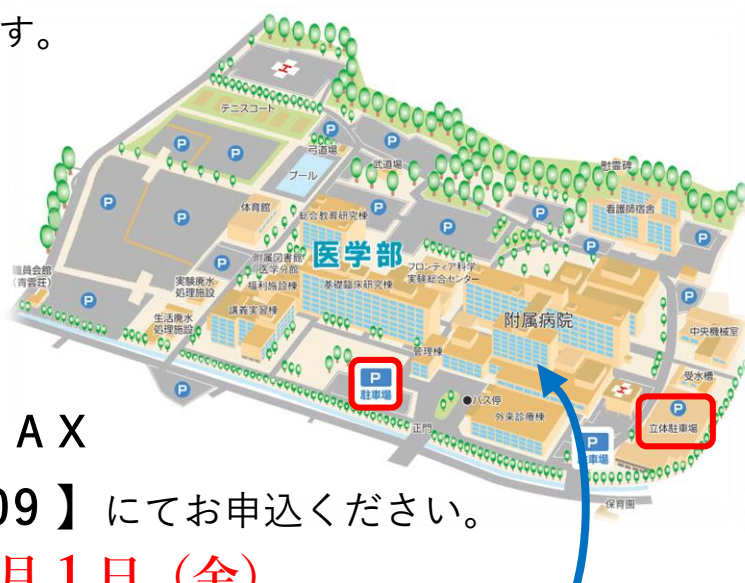 す。
テニスコート
弓道場
武道場
慰霊碑
プール
看護師宿舎
体育館
総合教育研究棟
医学部
附属図書館
医学分館
フロンティア科学
実験総合センター
職員会館
(青雲荘)
実験廃水
処理施設
福利施設棟
基礎臨床研究棟
附属病院
生活廃水
処理施設
講義実習棟
中央機械室
管理棟
受水槽
P
駐車場
●バス停
正門
外来診療棟
P
立体駐車場
P
駐車場
保育園
ＡＸ
09 】にてお申込ください。
月１日（金）